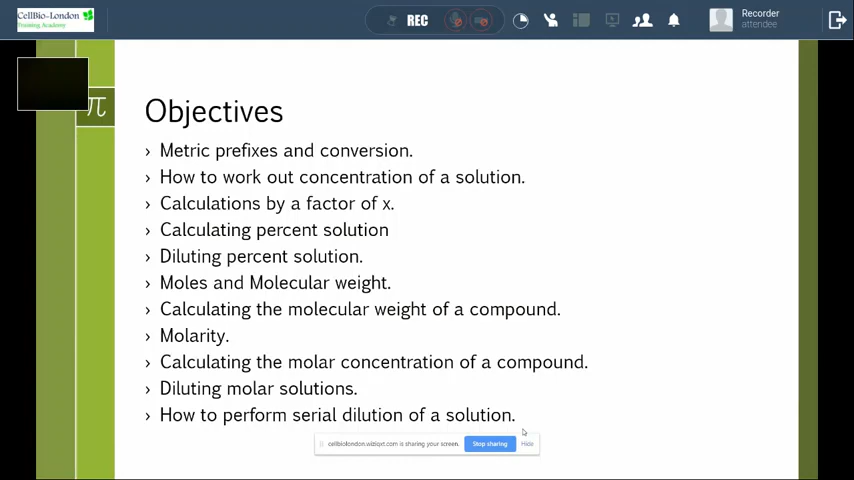 CellBio-London
Training Academy
REC
Recorder
attendee
π
Objectives
› Metric prefixes and conversion.
› How to work out concentration of a solution.
› Calculations by a factor of x.
› Calculating percent solution
› Diluting percent solution.
› Moles and Molecular weight.
› Calculating the molecular weight of a compound.
› Molarity.
› Calculating the molar concentration of a compound.
› Diluting molar solutions.
› How to perform serial dilution of a solution.
cellbiolondon.wiziqxt.com is sharing your screen.
Stop sharing
Hide